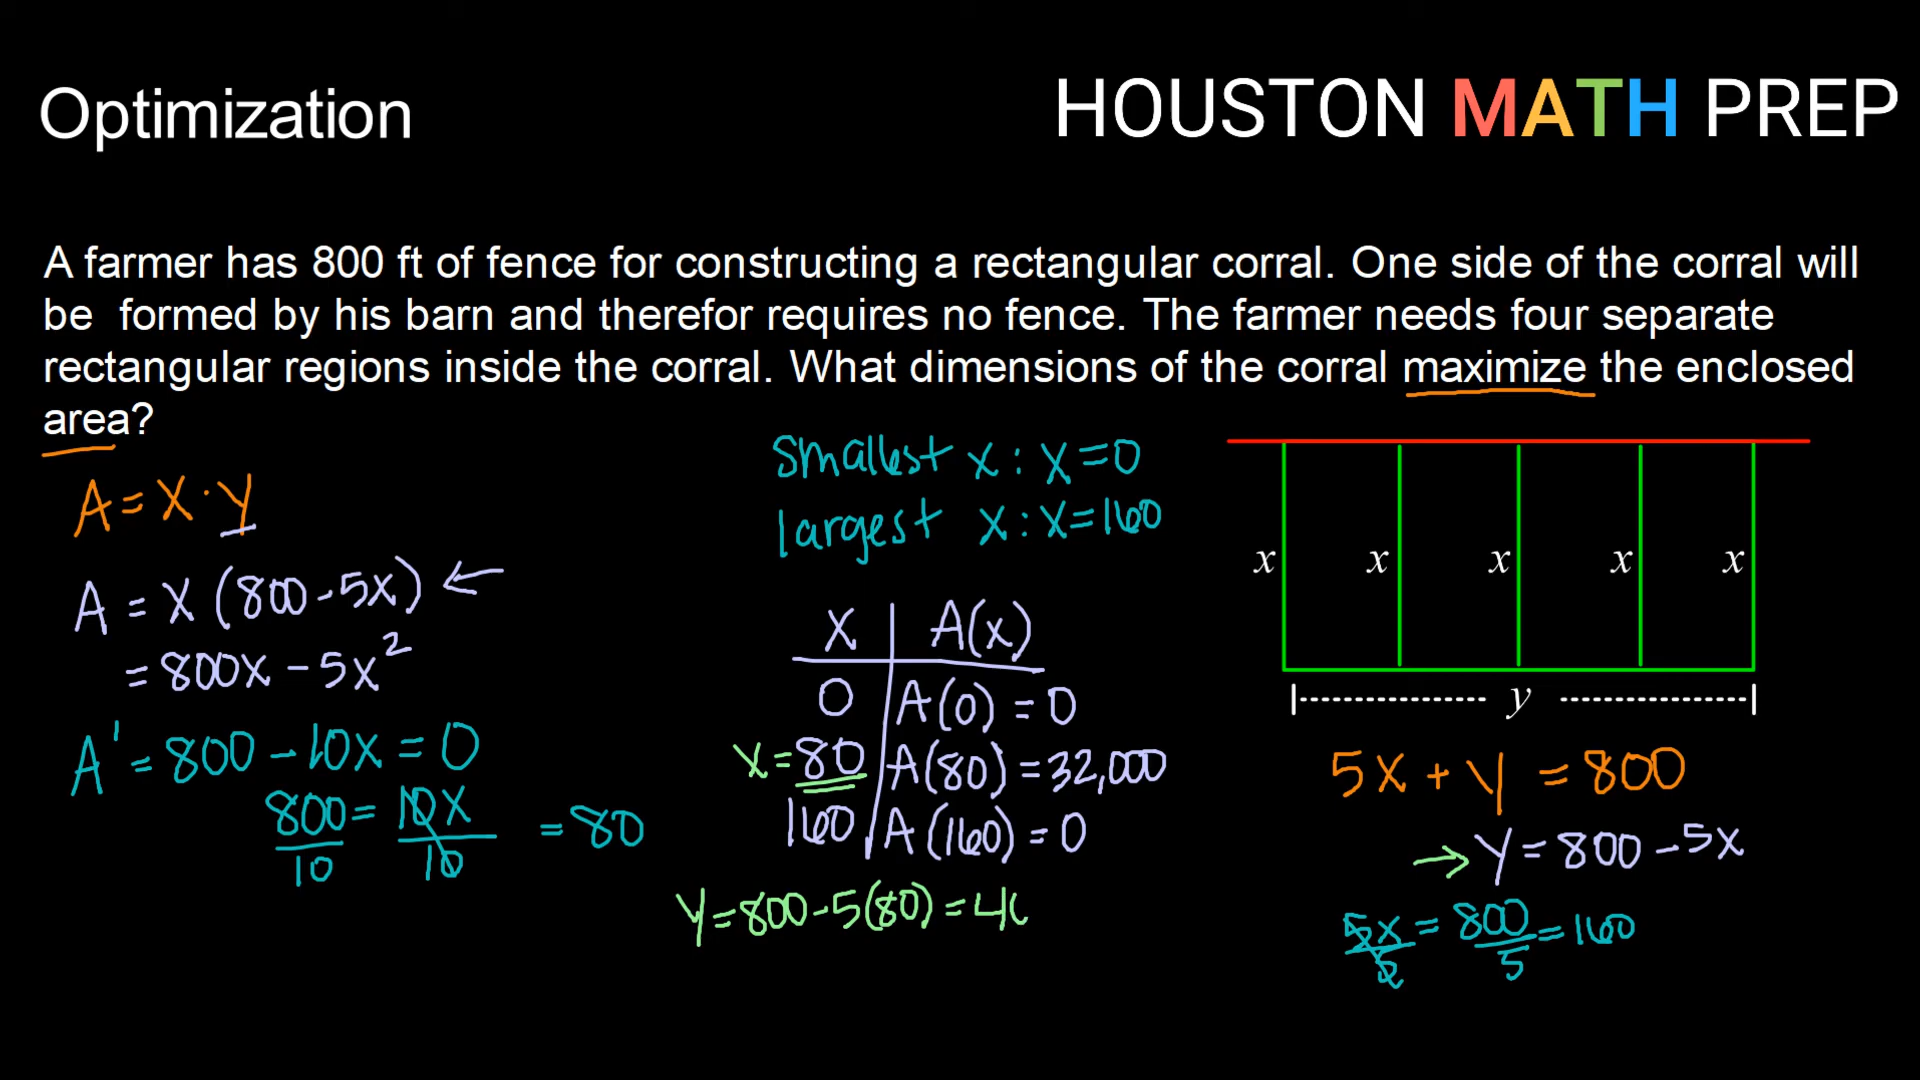 Optimization
HOUSTON MATH PREP
A farmer has 800 ft of fence for constructing a rectangular corral. One side of the corral will
be formed by his barn and therefor requires no fence. The farmer needs four separate
rectangular regions inside the corral. What dimensions of the corral maximize the enclosed
area?
A = X · Y
A = X (800 - 5X) ←
= 800X - 5X²
A' = 800 - 10X = 0
800/10 = 10X/10 = 80
Smallest x : X = 0
largest x : X = 160
X | A(x)
0 | A(0) = 0
X = 80 | A(80) = 32,000
160 | A(160) = 0
Y = 800 - 5(80) = 40
x x x x x
y
5X + Y = 800
→ Y = 800 - 5X
5X/5 = 800/5 = 160